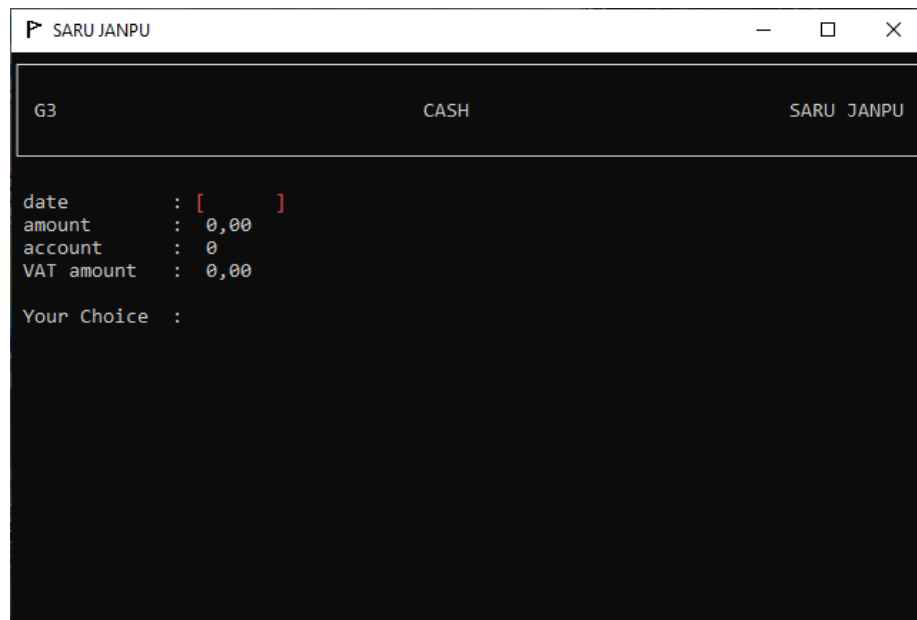 SARU JANPU
G3 CASH SARU JANPU
date : [ ]
amount : 0,00
account : 0
VAT amount : 0,00
Your Choice :